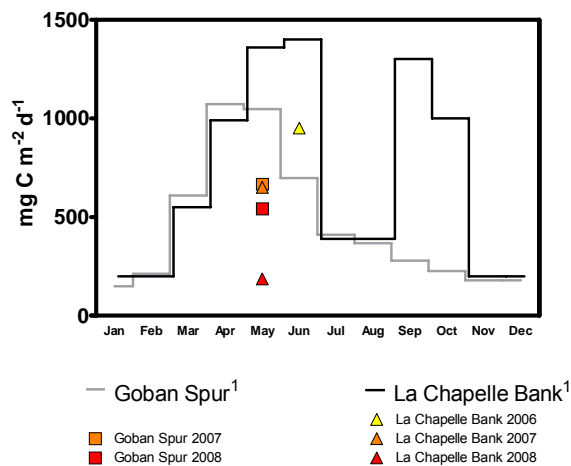 1500
1000
500
0
mg C m⁻² d⁻¹
Jan Feb Mar Apr May Jun Jul Aug Sep Oct Nov Dec
Goban Spur¹ La Chapelle Bank¹
La Chapelle Bank 2006
Goban Spur 2007 La Chapelle Bank 2007
Goban Spur 2008 La Chapelle Bank 2008